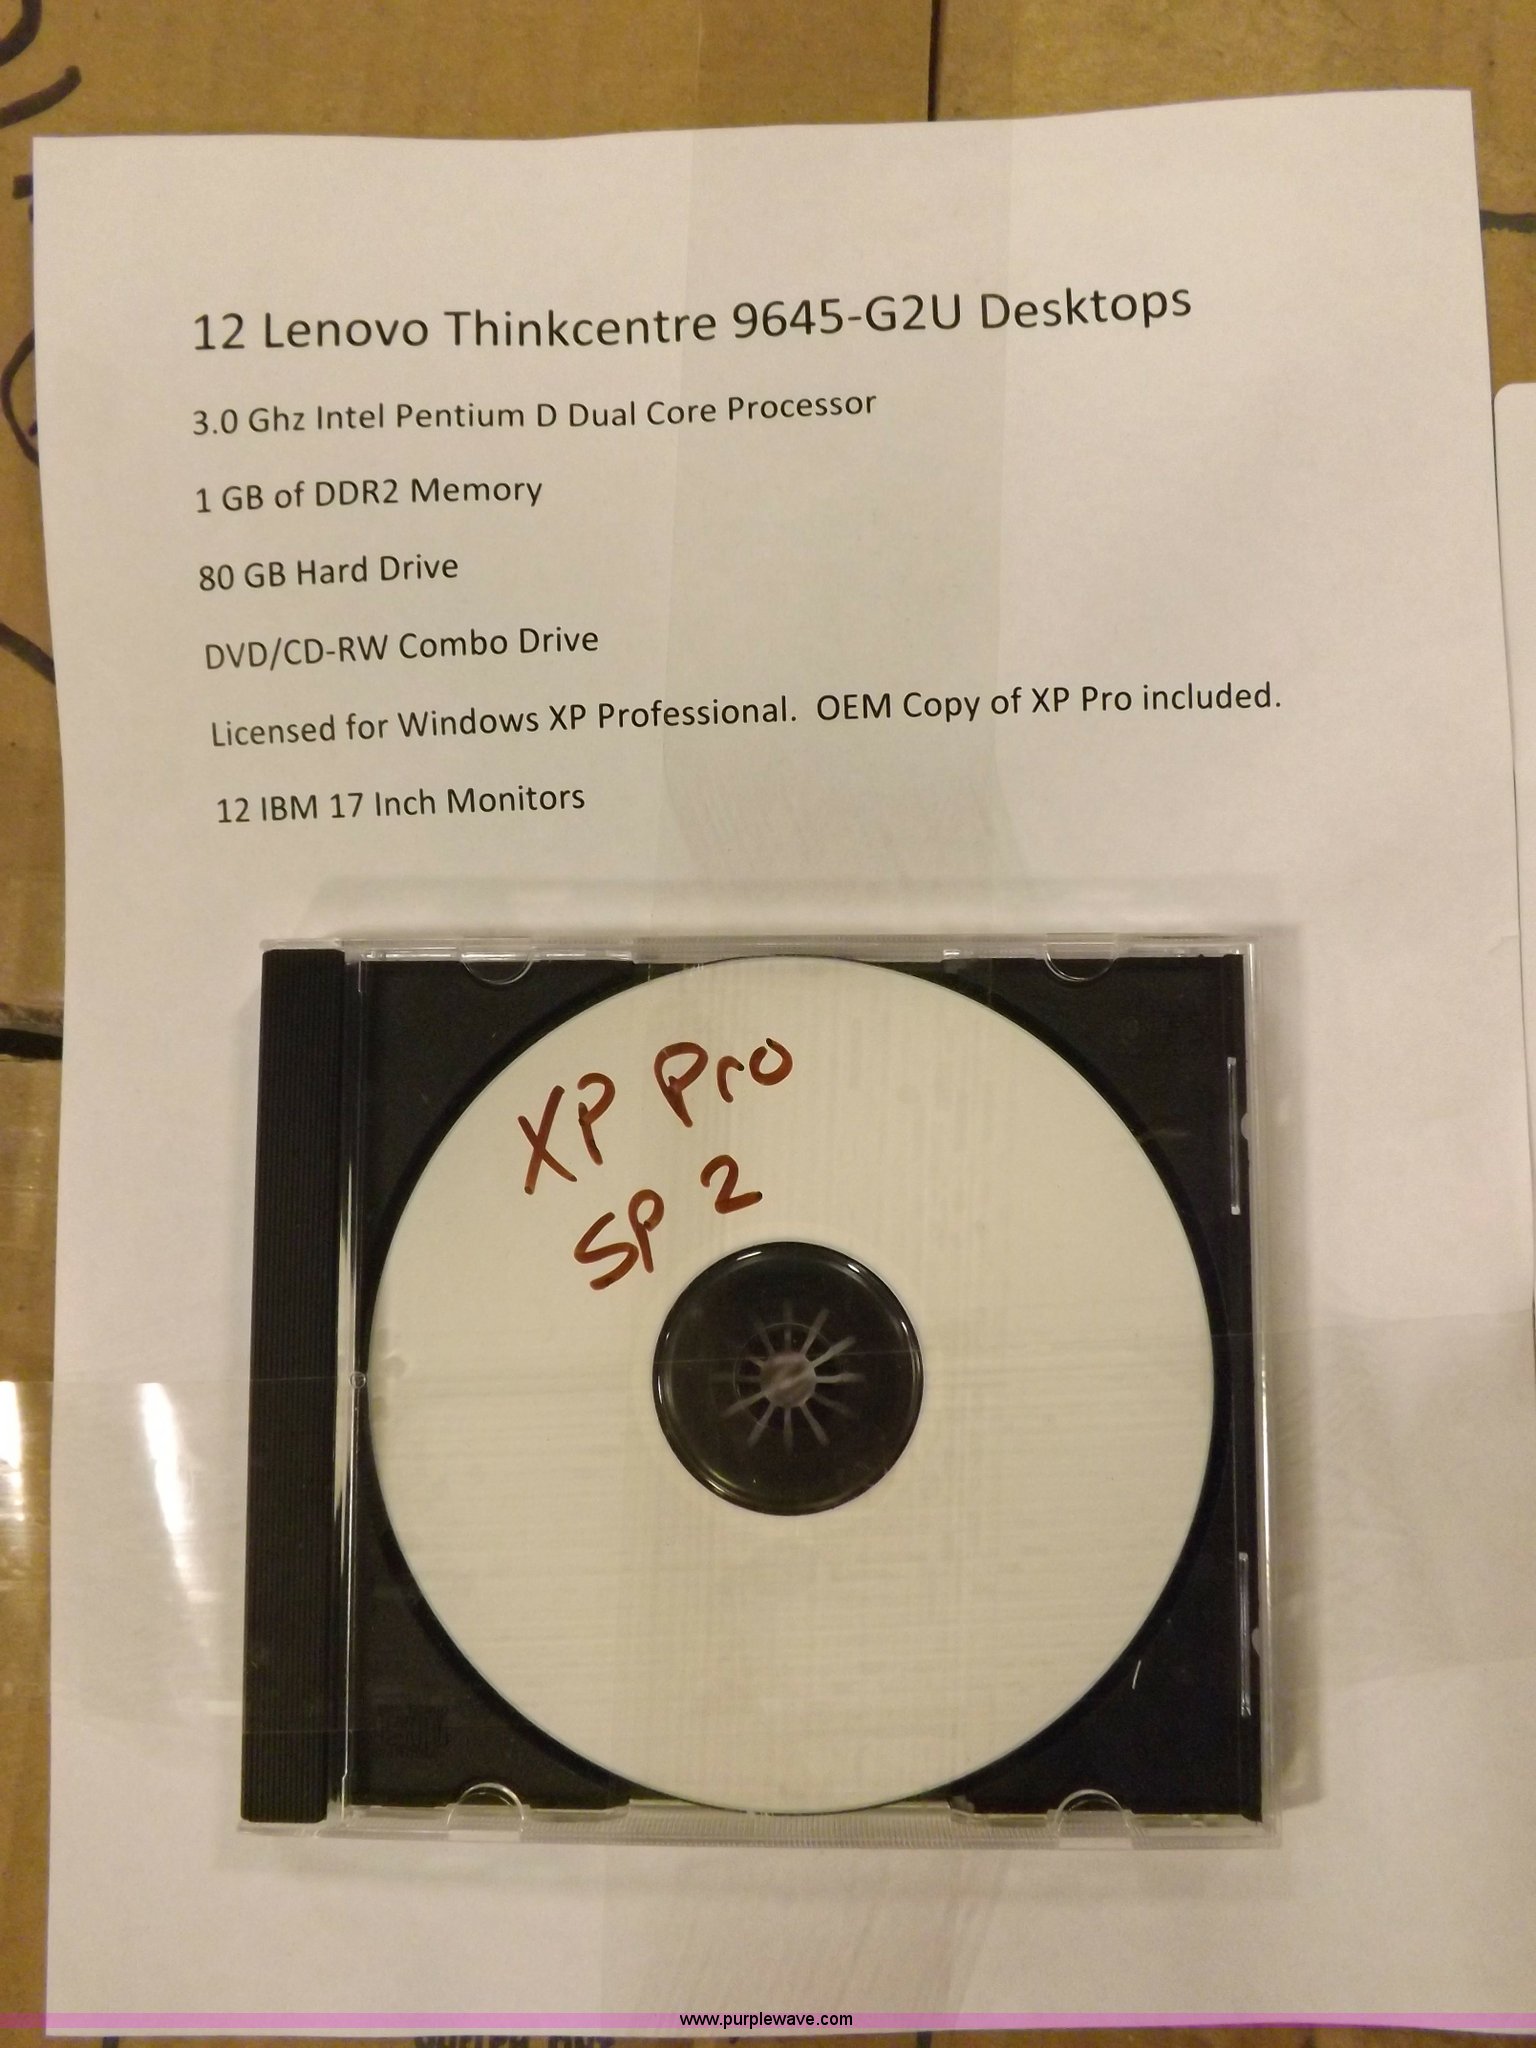 12 Lenovo Thinkcentre 9645-G2U Desktops
3.0 Ghz Intel Pentium D Dual Core Processor
1 GB of DDR2 Memory
80 GB Hard Drive
DVD/CD-RW Combo Drive
Licensed for Windows XP Professional.  OEM Copy of XP Pro included.
12 IBM 17 Inch Monitors
XP Pro
SP 2
www.purplewave.com